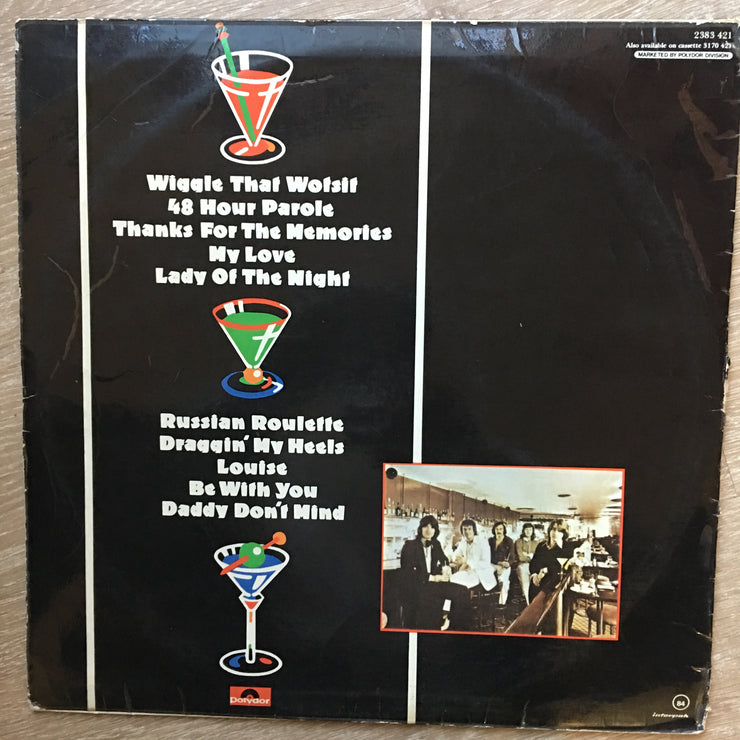 2383 421
Also available on cassette 3170 421
MARKETED BY POLYDOR DIVISION
Wiggle That Wotsit
48 Hour Parole
Thanks For The Memories
My Love
Lady Of The Night
Russian Roulette
Draggin' My Heels
Louise
Be With You
Daddy Don't Mind
Polydor
84
interpak